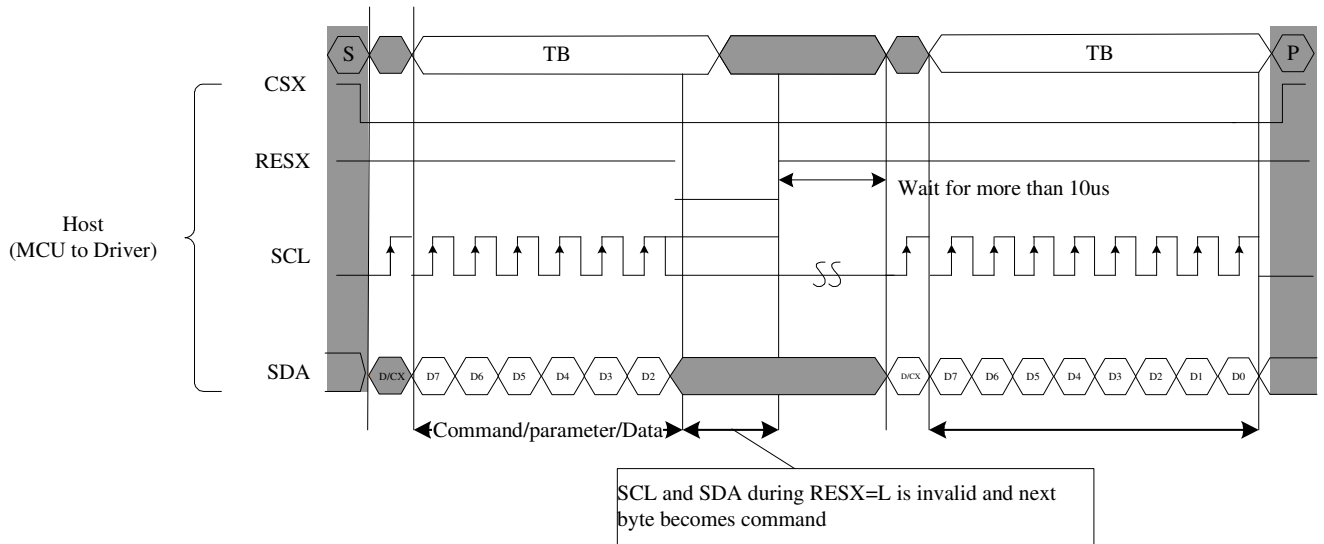 S TB TB P
CSX
RESX
Wait for more than 10us
Host
(MCU to Driver)
SCL
SDA D/CX D7 D6 D5 D4 D3 D2 D/CX D7 D6 D5 D4 D3 D2 D1 D0
Command/parameter/Data
SCL and SDA during RESX=L is invalid and next
byte becomes command